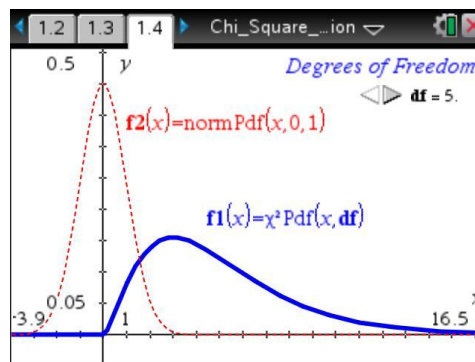 1.2 1.3 1.4 Chi_Square_...ion
0.5 y Degrees of Freedom
df = 5.
f2(x)=normPdf(x,0,1)
f1(x)=χ²Pdf(x,df)
0.05
-3.9 1 16.5 x